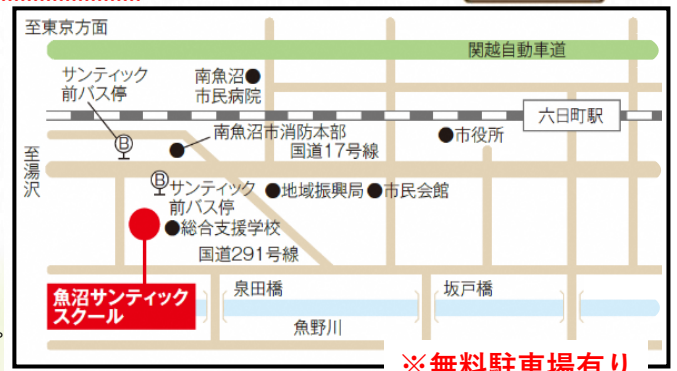 至東京方面
関越自動車道
サンティック
前バス停
南魚沼
市民病院
六日町駅
南魚沼市消防本部
市役所
国道17号線
至湯沢
B
B
サンティック
前バス停
地域振興局
市民会館
総合支援学校
国道291号線
魚沼サンティック
スクール
泉田橋
坂戸橋
魚野川
。
※無料駐車場有り